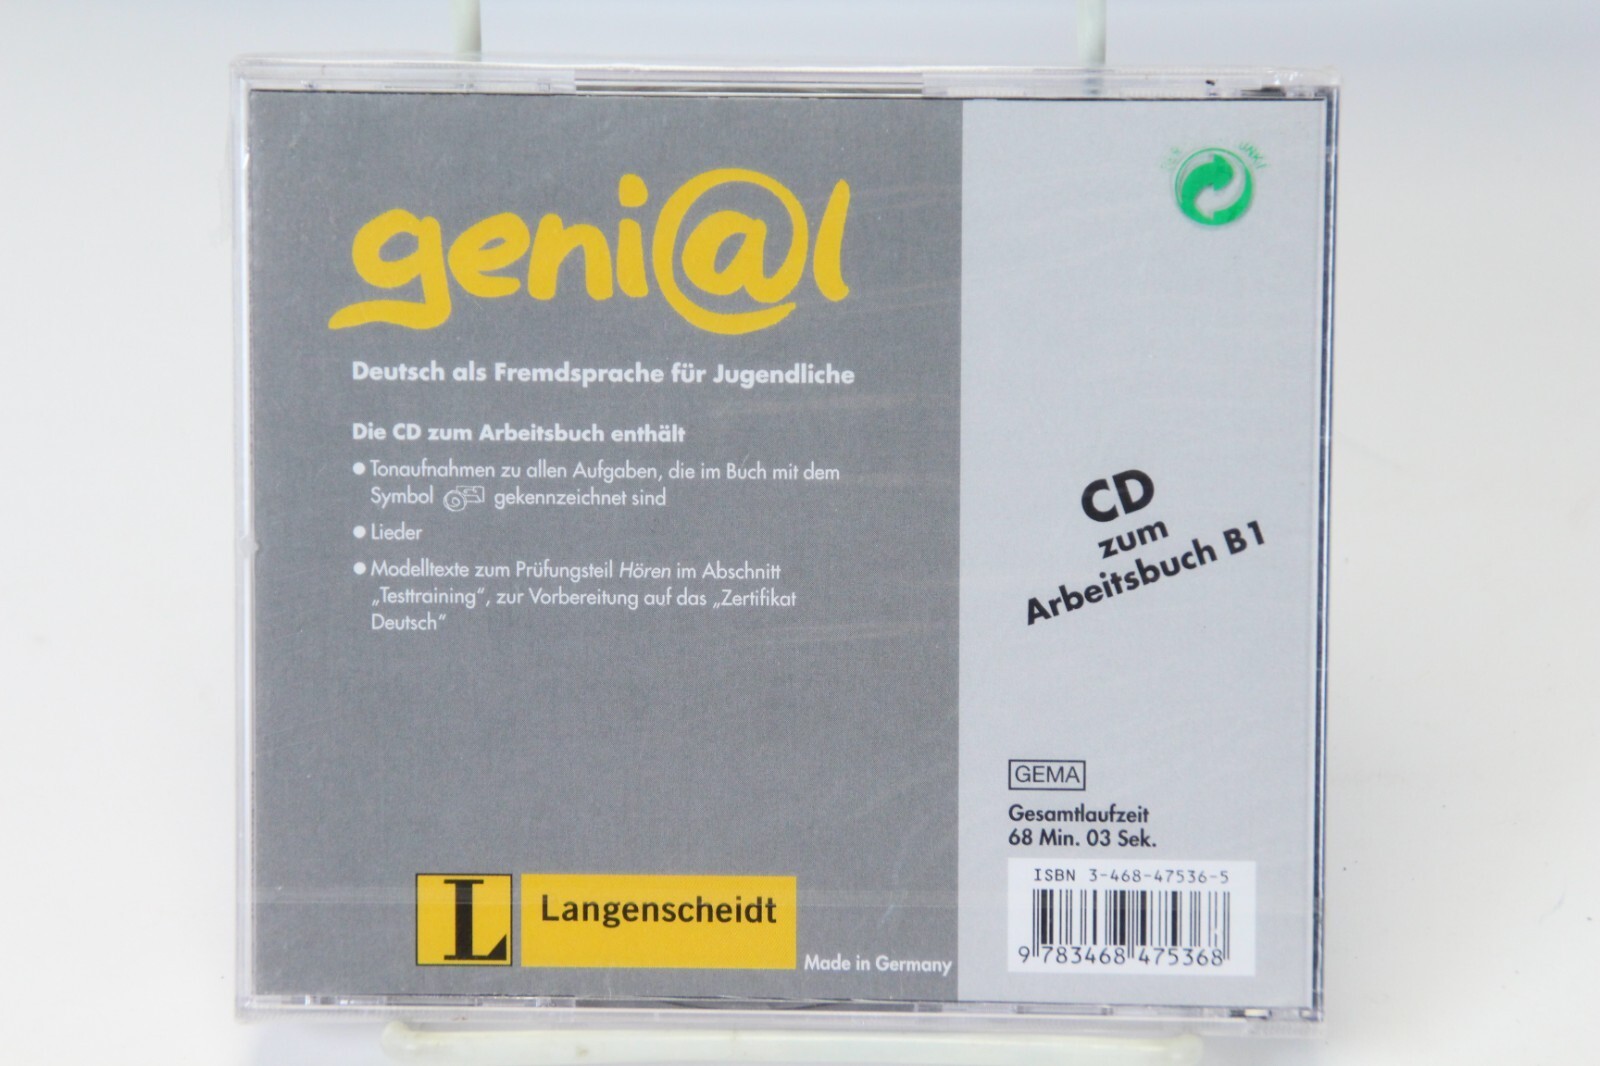 geni@l
Deutsch als Fremdsprache für Jugendliche
Die CD zum Arbeitsbuch enthält
● Tonaufnahmen zu allen Aufgaben, die im Buch mit dem
Symbol gekennzeichnet sind
● Lieder
● Modelltexte zum Prüfungsteil Hören im Abschnitt
„Testtraining“, zur Vorbereitung auf das „Zertifikat
Deutsch“
L
Langenscheidt
Made in Germany
CD
zum
Arbeitsbuch B1
GEMA
Gesamtlaufzeit
68 Min. 03 Sek.
ISBN 3-468-47536-5
9 783468 475368